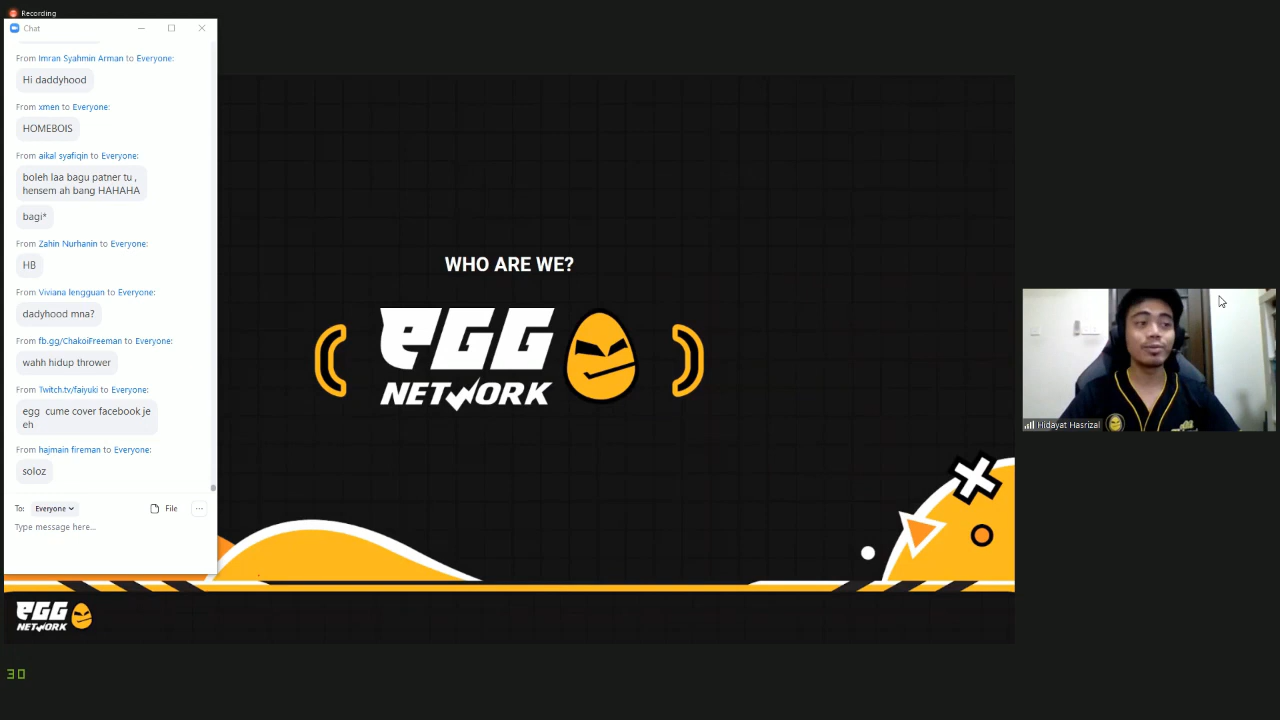 Recording
Chat
From Imran Syahmin Arman to Everyone:
Hi daddyhood
From xmen to Everyone:
HOMEBOIS
From aikal syafiqin to Everyone:
boleh laa bagu patner tu ,
hensem ah bang HAHAHA
bagi*
From Zahin Nurhanin to Everyone:
HB
From Viviana lengguan to Everyone:
dadyhood mna?
From fb.gg/ChakoiFreeman to Everyone:
wahh hidup thrower
From Twitch.tv/faiyuki to Everyone:
egg cume cover facebook je
eh
From hajmain fireman to Everyone:
soloz
To: Everyone File
Type message here...
WHO ARE WE?
eGG
NETWORK
Hidayat Hasrizal
eGG
NETWORK
30